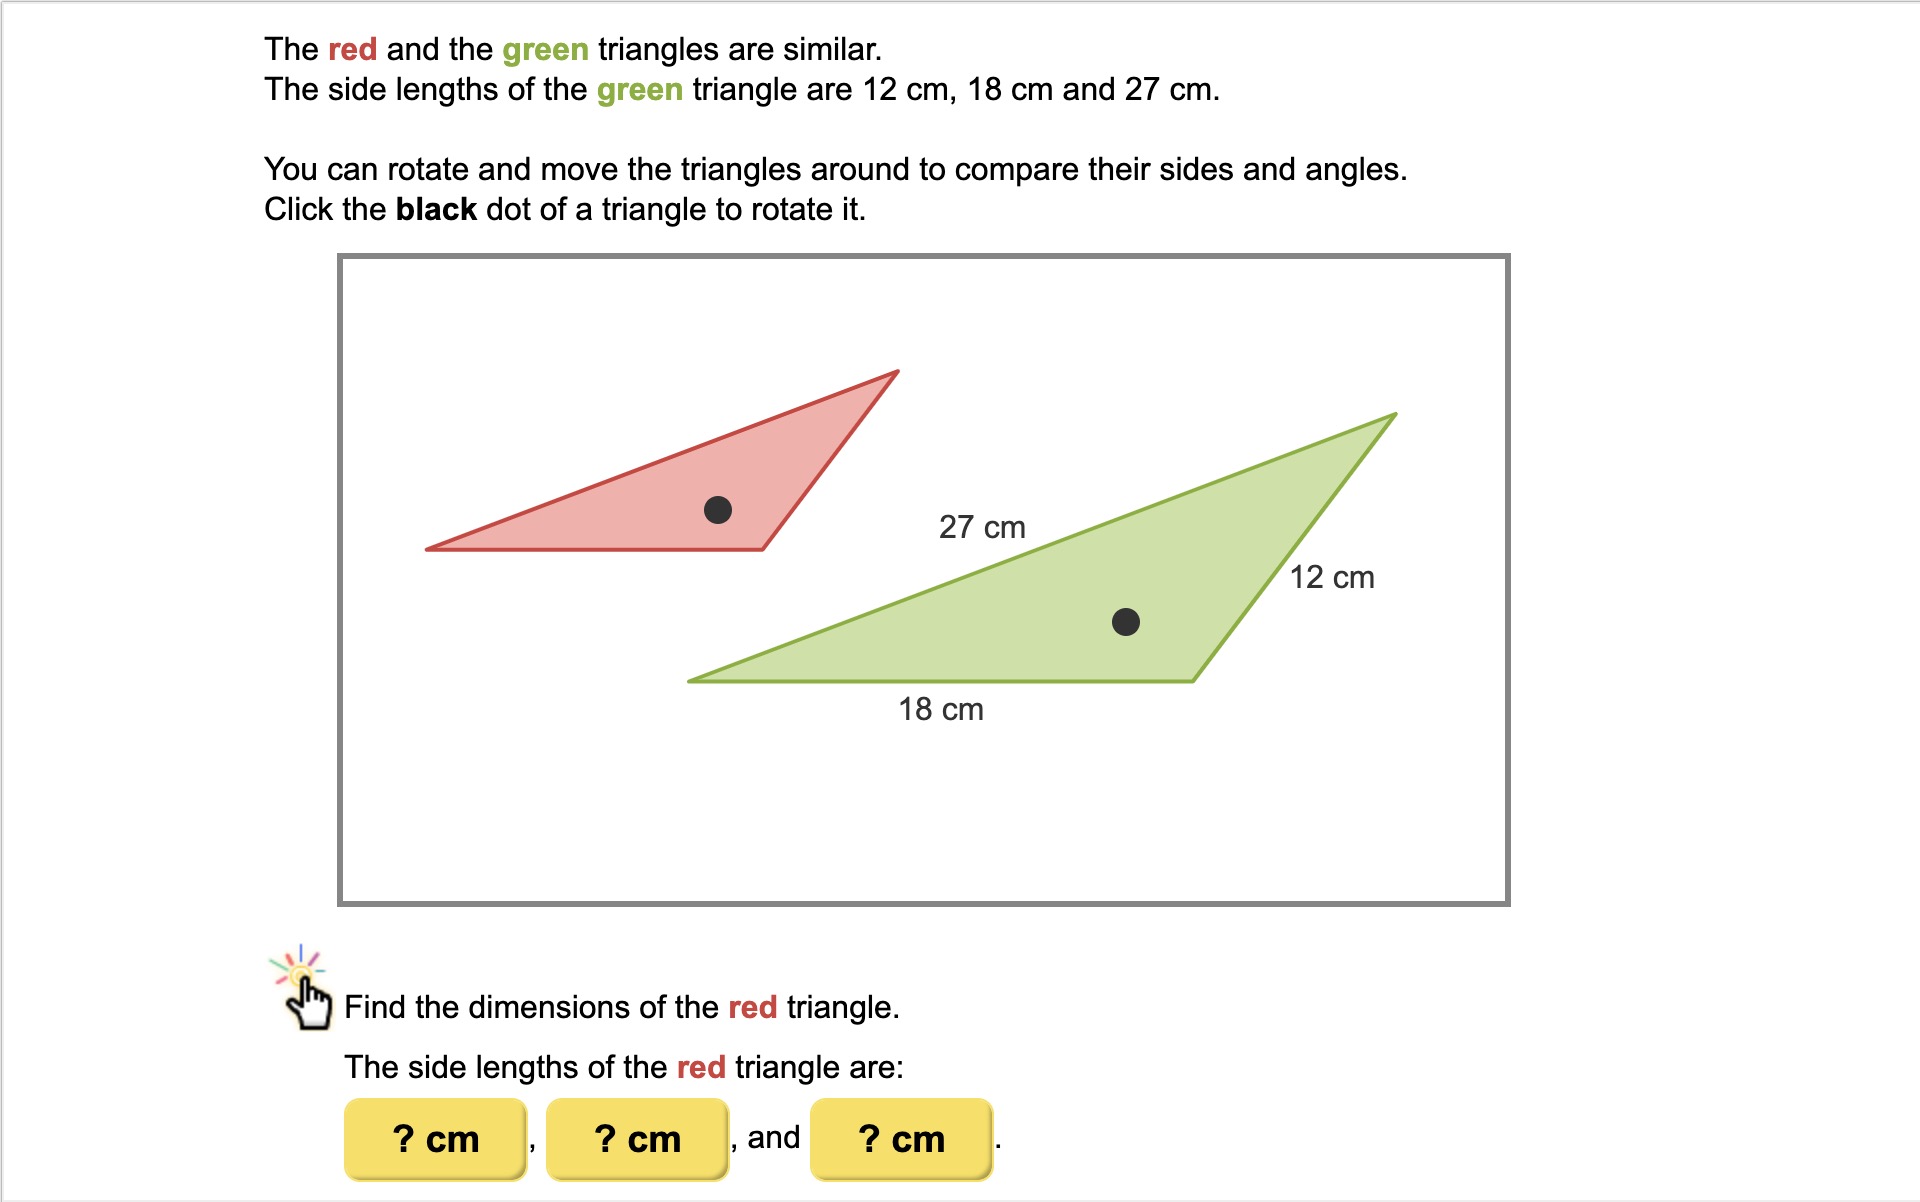 The red and the green triangles are similar.
The side lengths of the green triangle are 12 cm, 18 cm and 27 cm.
You can rotate and move the triangles around to compare their sides and angles.
Click the black dot of a triangle to rotate it.
27 cm
12 cm
18 cm
Find the dimensions of the red triangle.
The side lengths of the red triangle are:
? cm, ? cm, and ? cm.